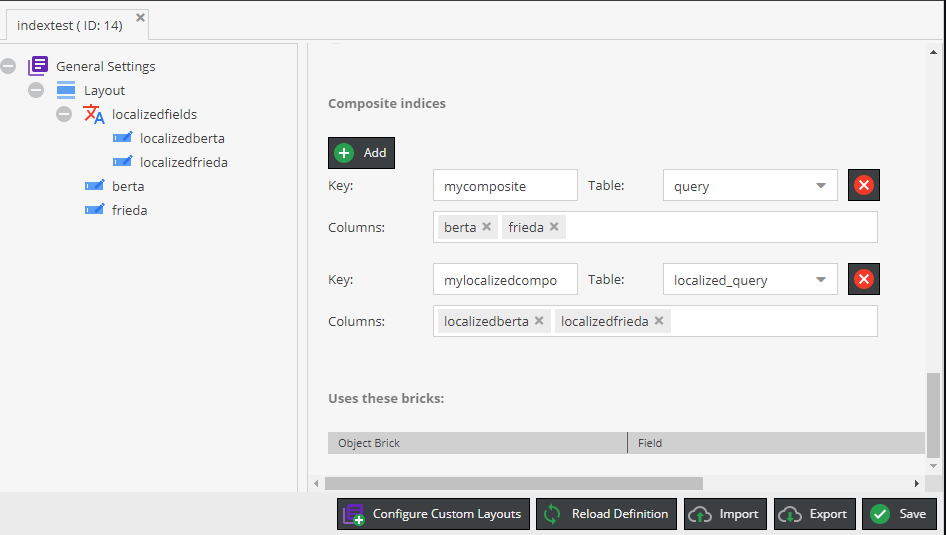 indextest ( ID: 14)
General Settings
Layout
localizedfields
localizedberta
localizedfrieda
berta
frieda
Composite indices
Add
Key: mycomposite Table: query
Columns: berta frieda
Key: mylocalizedcompo Table: localized_query
Columns: localizedberta localizedfrieda
Uses these bricks:
Object Brick Field
Configure Custom Layouts Reload Definition Import Export Save